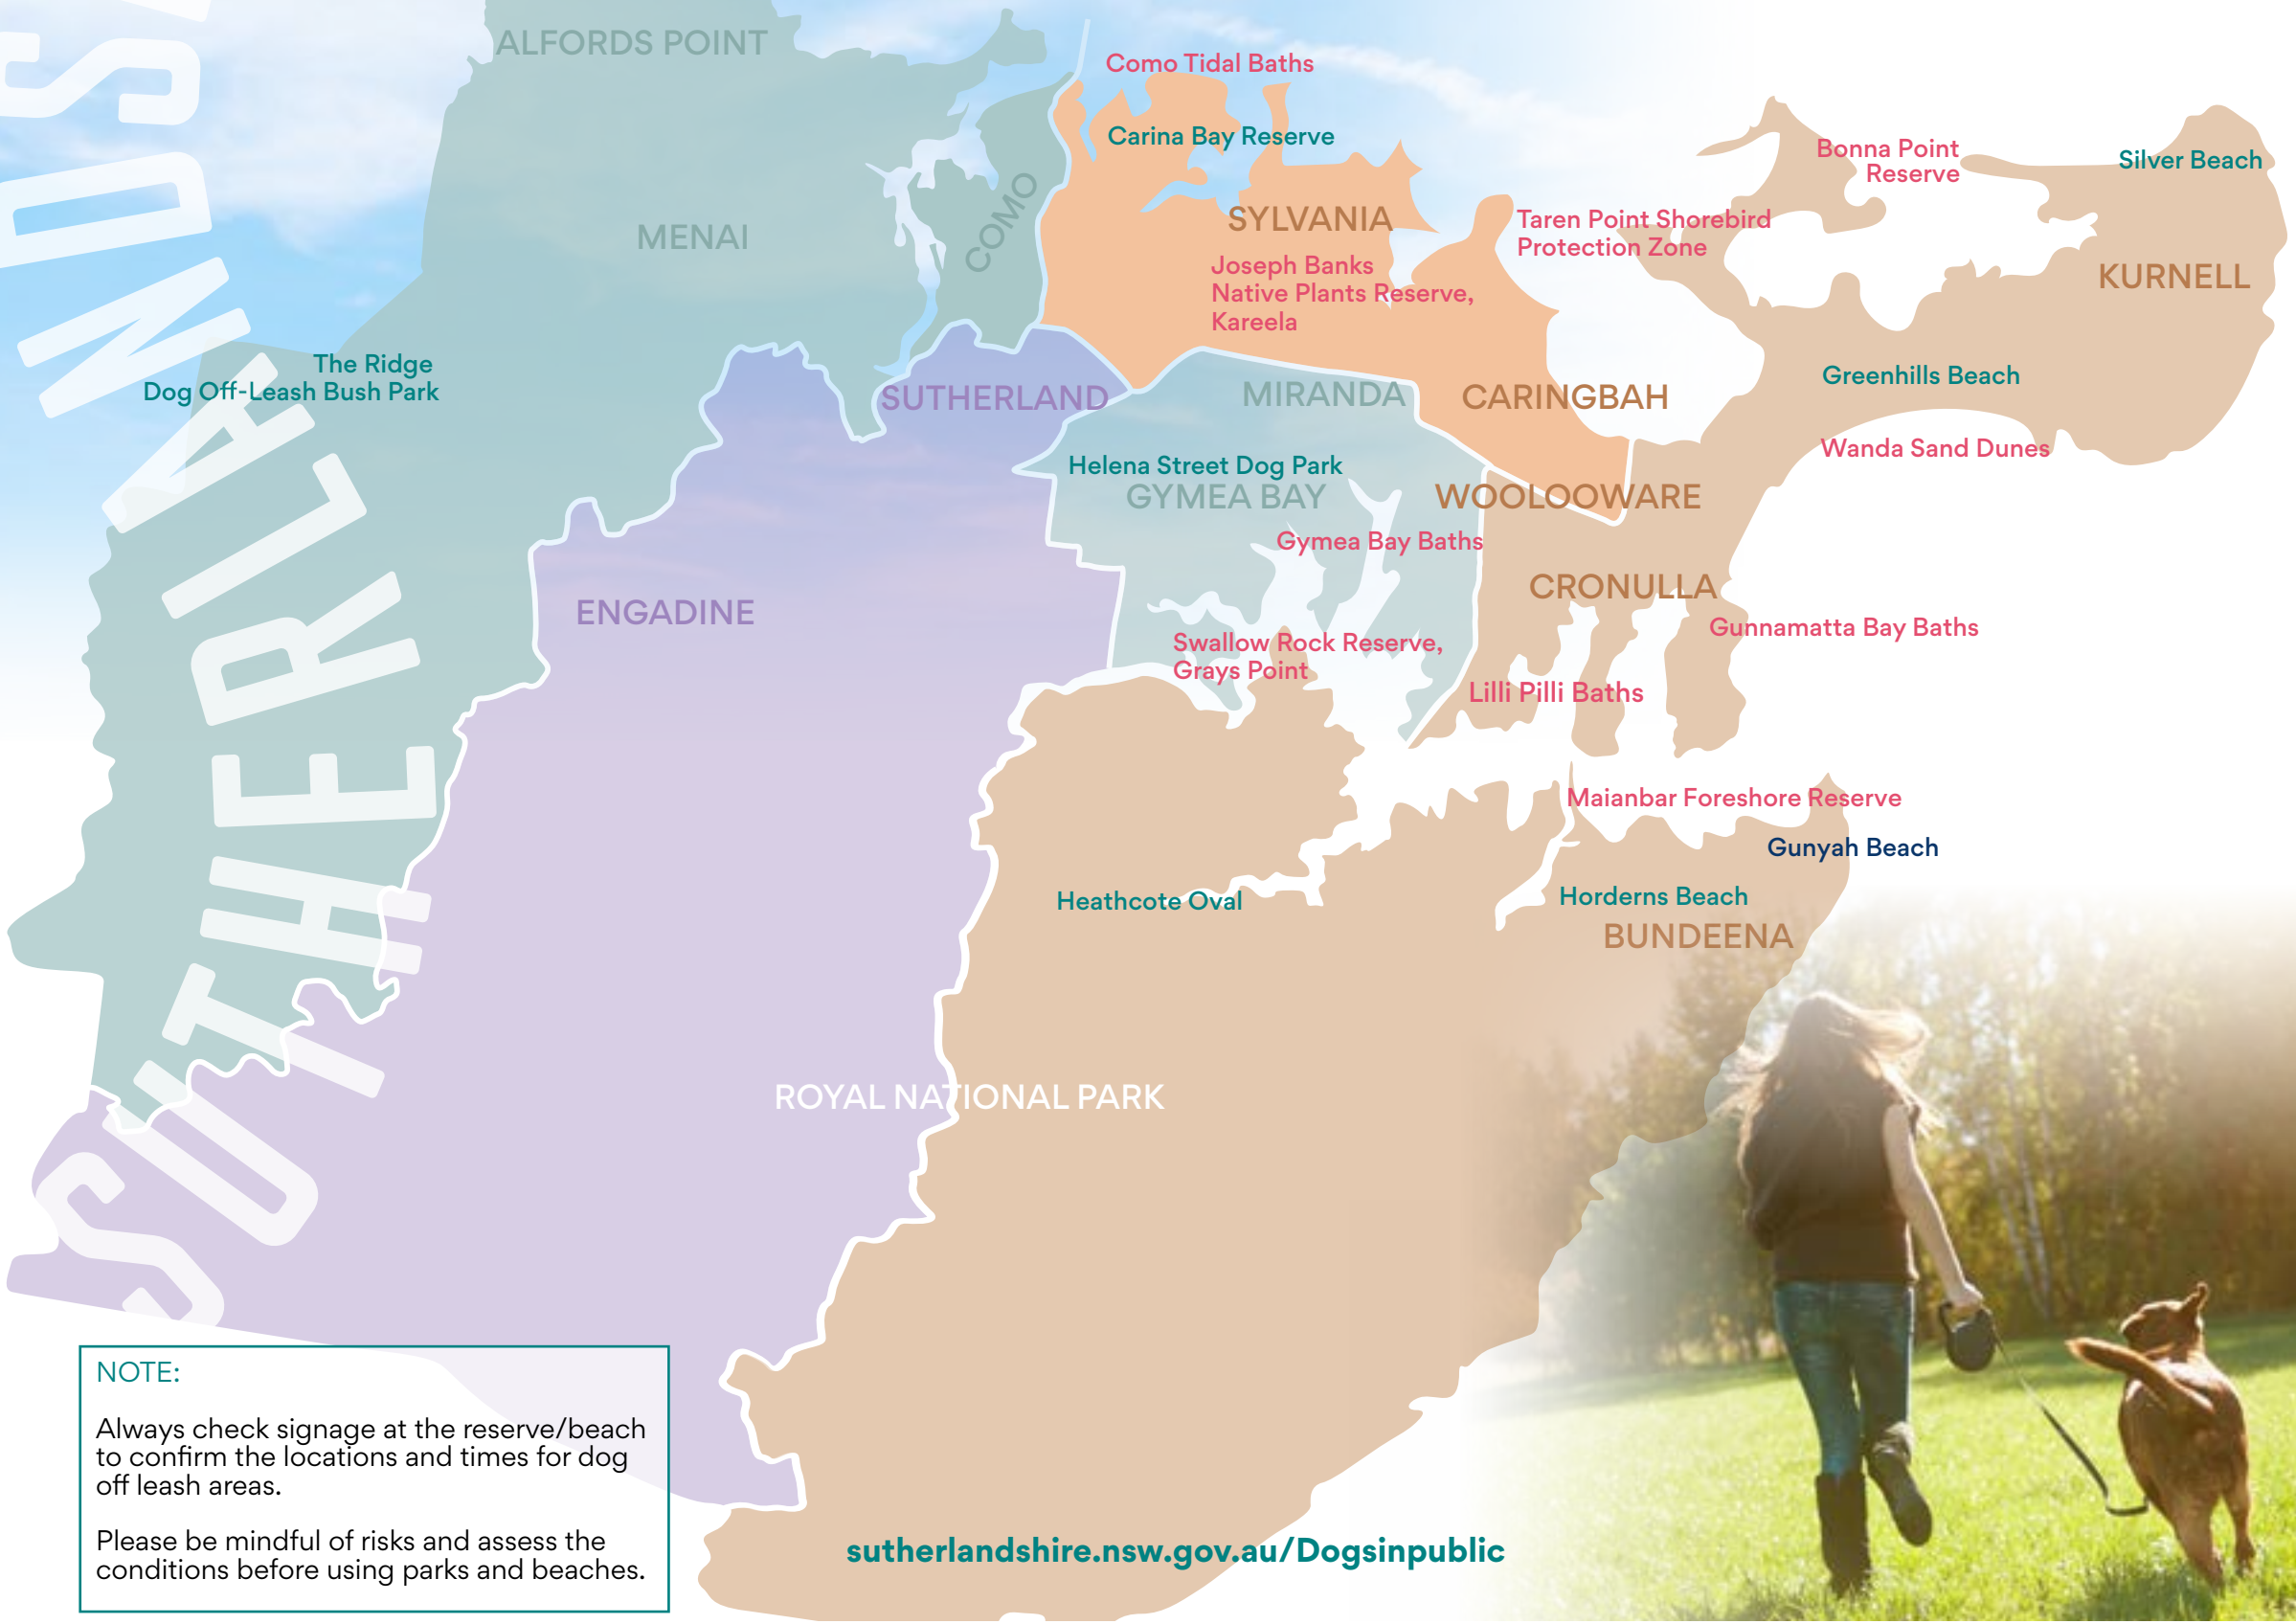 SUTHERLAND S
ALFORDS POINT
Como Tidal Baths
Carina Bay Reserve
Bonna Point
Reserve
Silver Beach
MENAI
COMO
SYLVANIA
Taren Point Shorebird
Protection Zone
Joseph Banks
Native Plants Reserve,
Kareela
KURNELL
The Ridge
Dog Off-Leash Bush Park
SUTHERLAND
MIRANDA
CARINGBAH
Greenhills Beach
Wanda Sand Dunes
Helena Street Dog Park
GYMEA BAY
WOOLOOWARE
Gymea Bay Baths
CRONULLA
ENGADINE
Gunnamatta Bay Baths
Swallow Rock Reserve,
Grays Point
Lilli Pilli Baths
Maianbar Foreshore Reserve
Gunyah Beach
Heathcote Oval
Horderns Beach
BUNDEENA
ROYAL NATIONAL PARK
NOTE:
Always check signage at the reserve/beach
to confirm the locations and times for dog
off leash areas.
Please be mindful of risks and assess the
conditions before using parks and beaches.
sutherlandshire.nsw.gov.au/Dogsinpublic